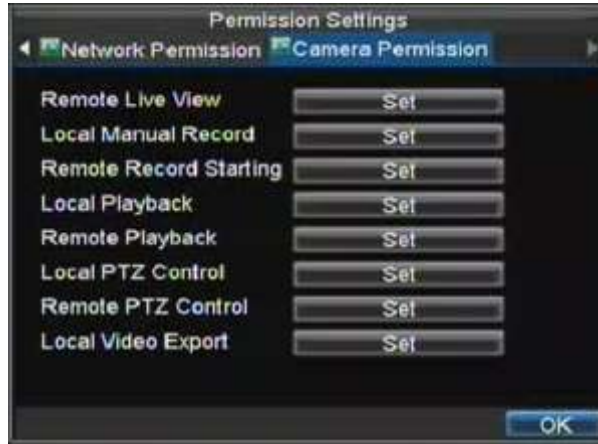 Permission Settings
Network Permission Camera Permission
Remote Live View Set
Local Manual Record Set
Remote Record Starting Set
Local Playback Set
Remote Playback Set
Local PTZ Control Set
Remote PTZ Control Set
Local Video Export Set
OK